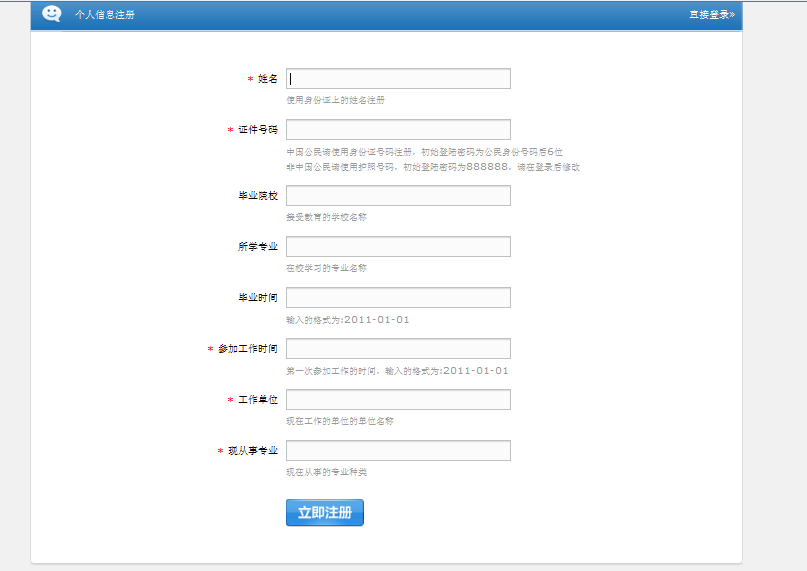 个人信息注册 直接登录»
* 姓名
使用身份证上的姓名注册
* 证件号码
中国公民请使用身份证号码注册，初始登陆密码为公民身份号码后6位
非中国公民请使用护照号码，初始登陆密码为888888，请在登录后修改
毕业院校
接受教育的学校名称
所学专业
在校学习的专业名称
毕业时间
输入的格式为:2011-01-01
* 参加工作时间
第一次参加工作的时间，输入的格式为:2011-01-01
* 工作单位
现在工作的单位的单位名称
* 现从事专业
现在从事的专业种类
立即注册